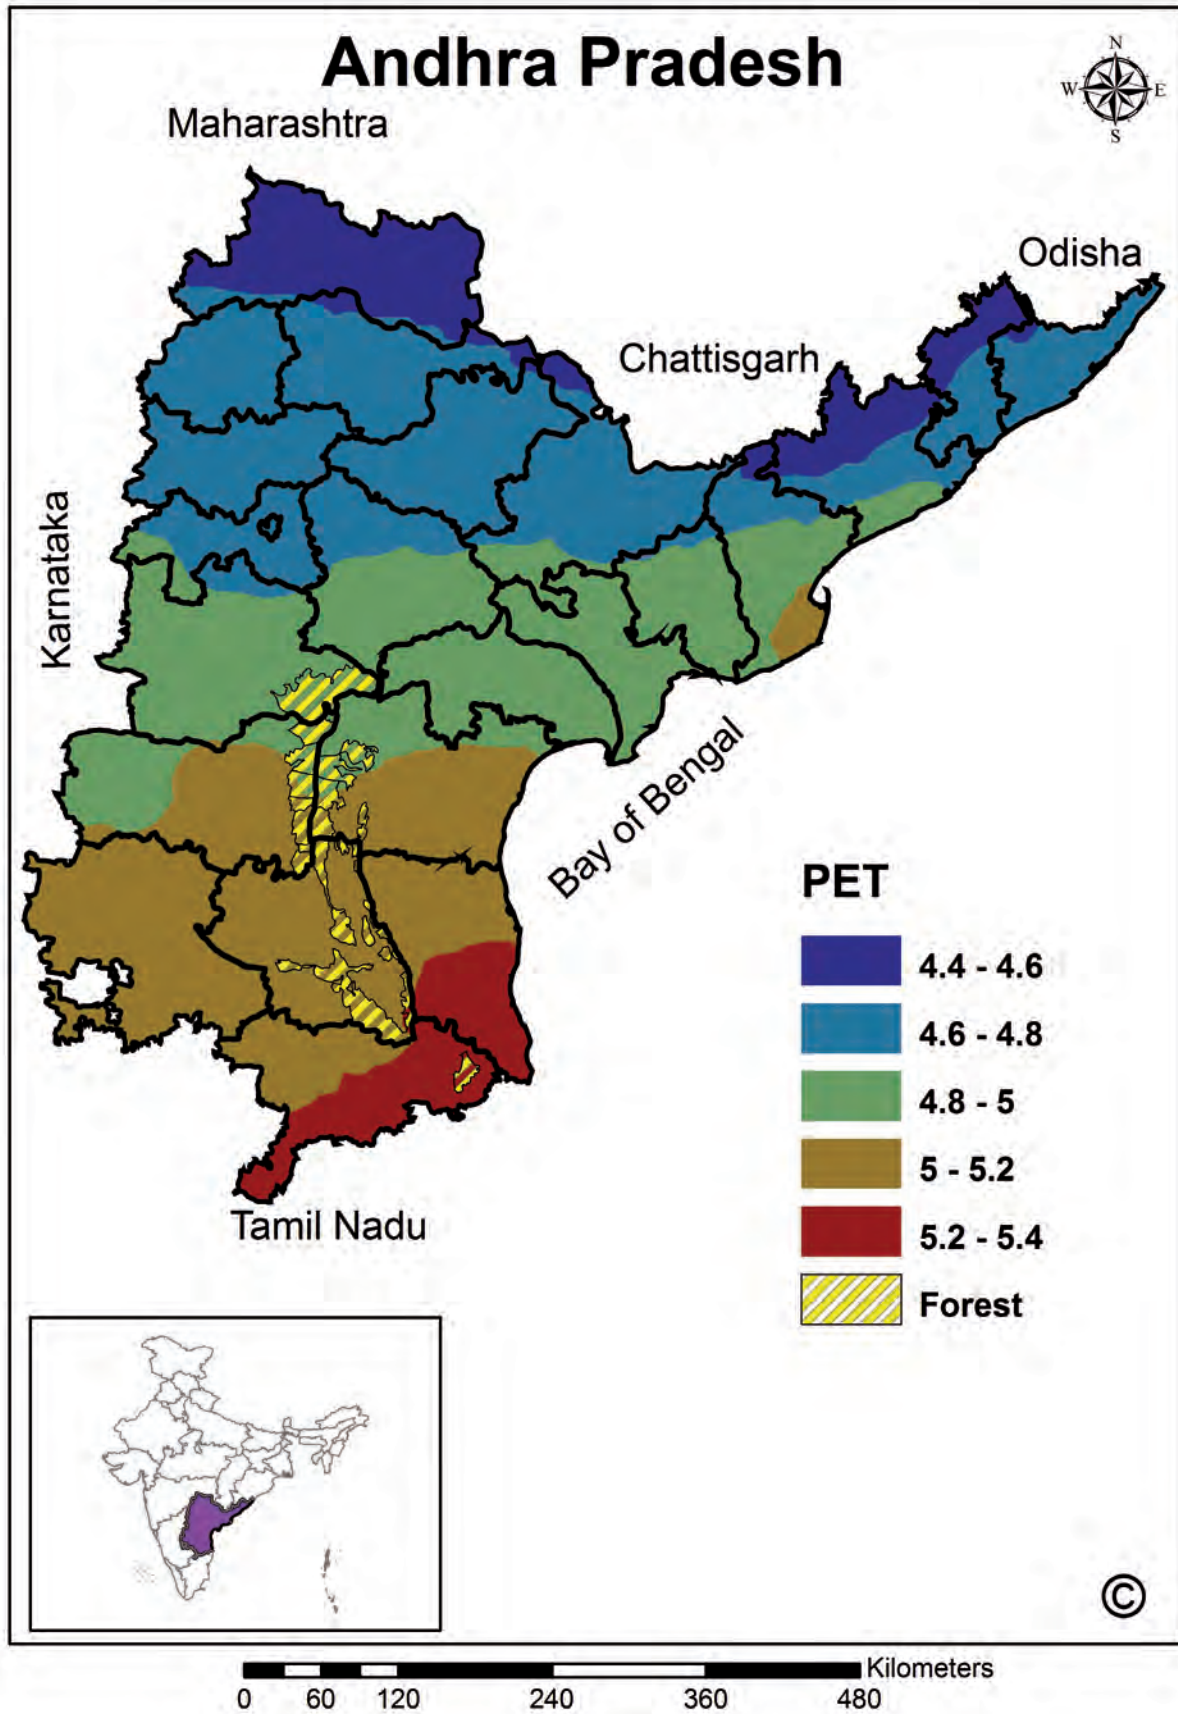 Andhra Pradesh
N
W E
S
Maharashtra
Odisha
Chattisgarh
Karnataka
Bay of Bengal
PET
4.4 - 4.6
4.6 - 4.8
4.8 - 5
5 - 5.2
5.2 - 5.4
Forest
Tamil Nadu
©
Kilometers
0 60 120 240 360 480